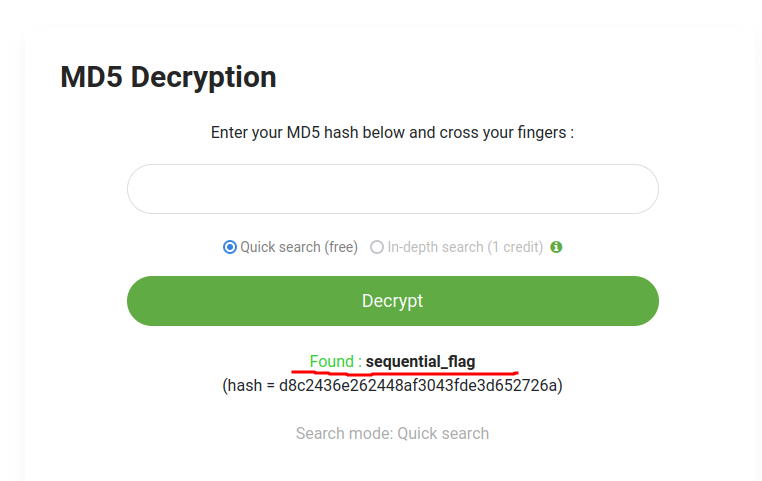 MD5 Decryption
Enter your MD5 hash below and cross your fingers :
Quick search (free) In-depth search (1 credit)
Decrypt
Found : sequential_flag
(hash = d8c2436e262448af3043fde3d652726a)
Search mode: Quick search